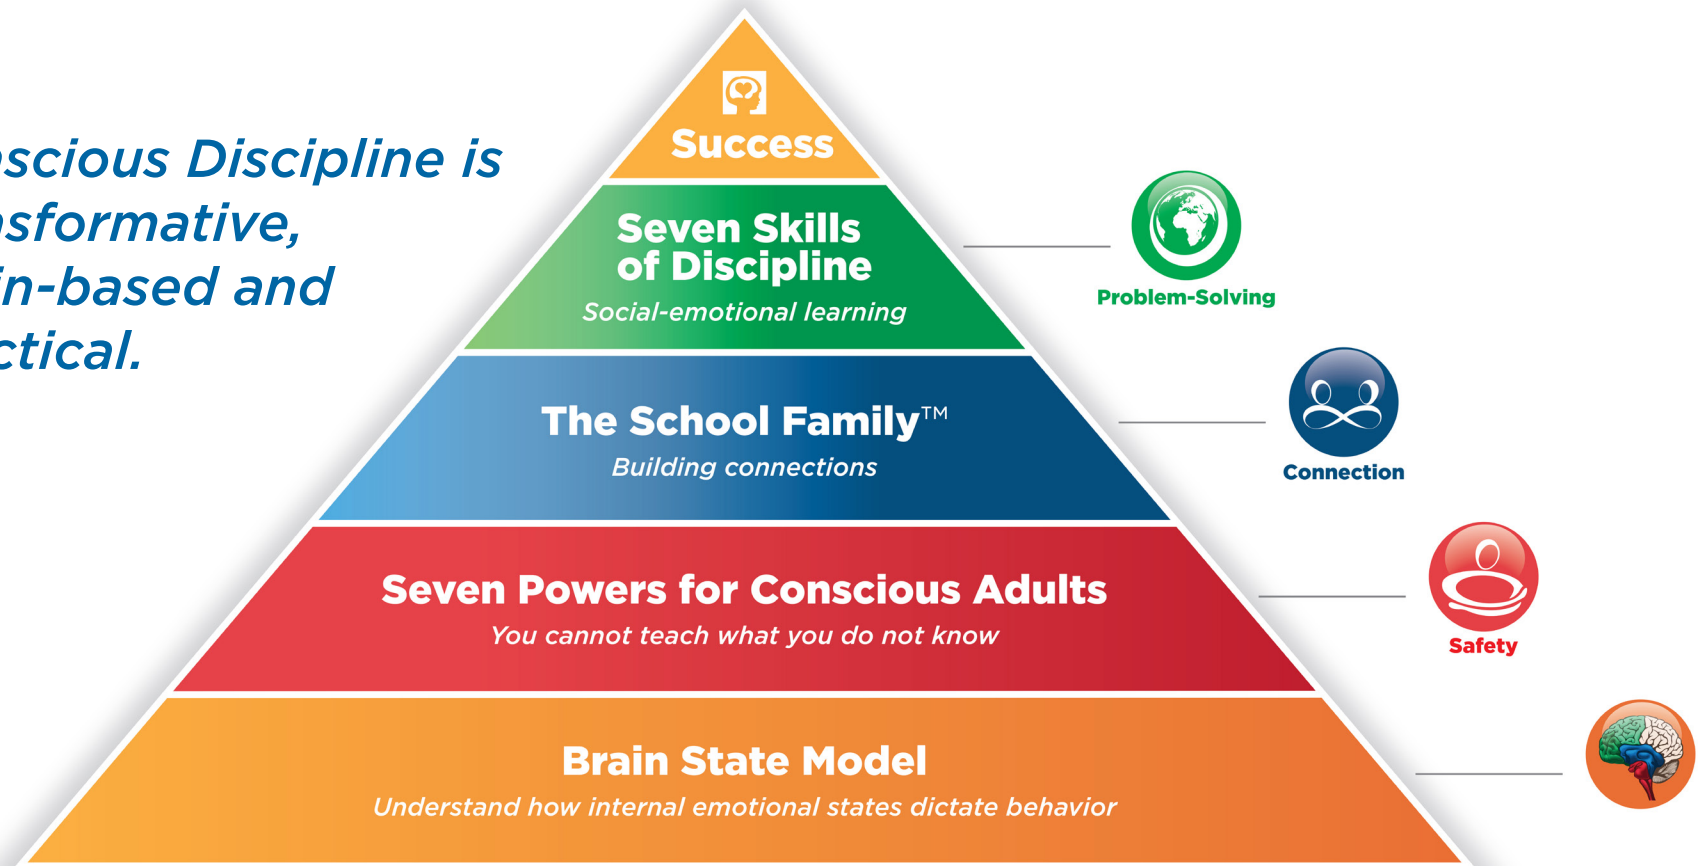 nscious Discipline is
nsformative,
in-based and
ctical.
Success
Seven Skills
of Discipline
Social-emotional learning
Problem-Solving
The School Family™
Building connections
Connection
Seven Powers for Conscious Adults
You cannot teach what you do not know
Safety
Brain State Model
Understand how internal emotional states dictate behavior